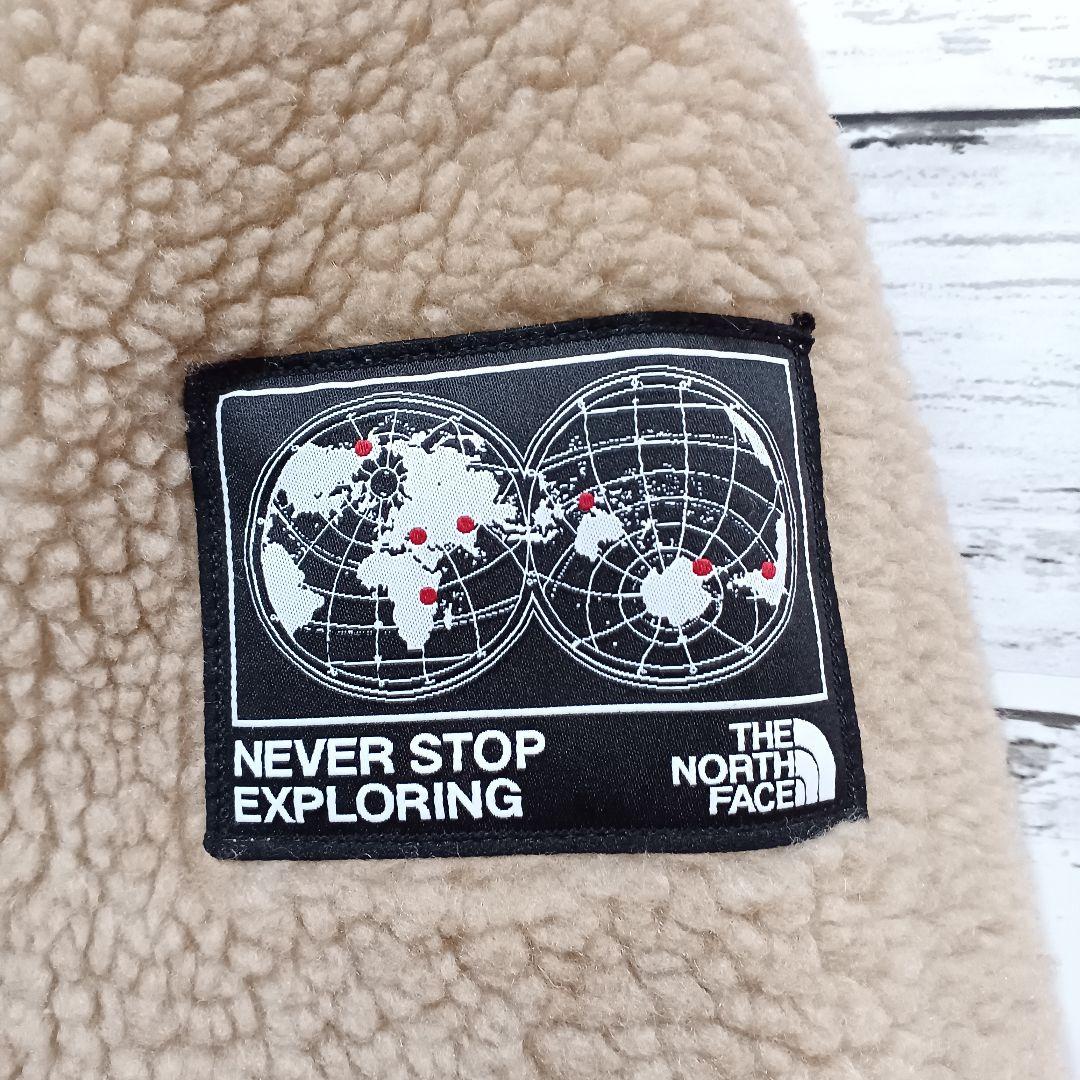 NEVER STOP
EXPLORING
THE
NORTH
FACE